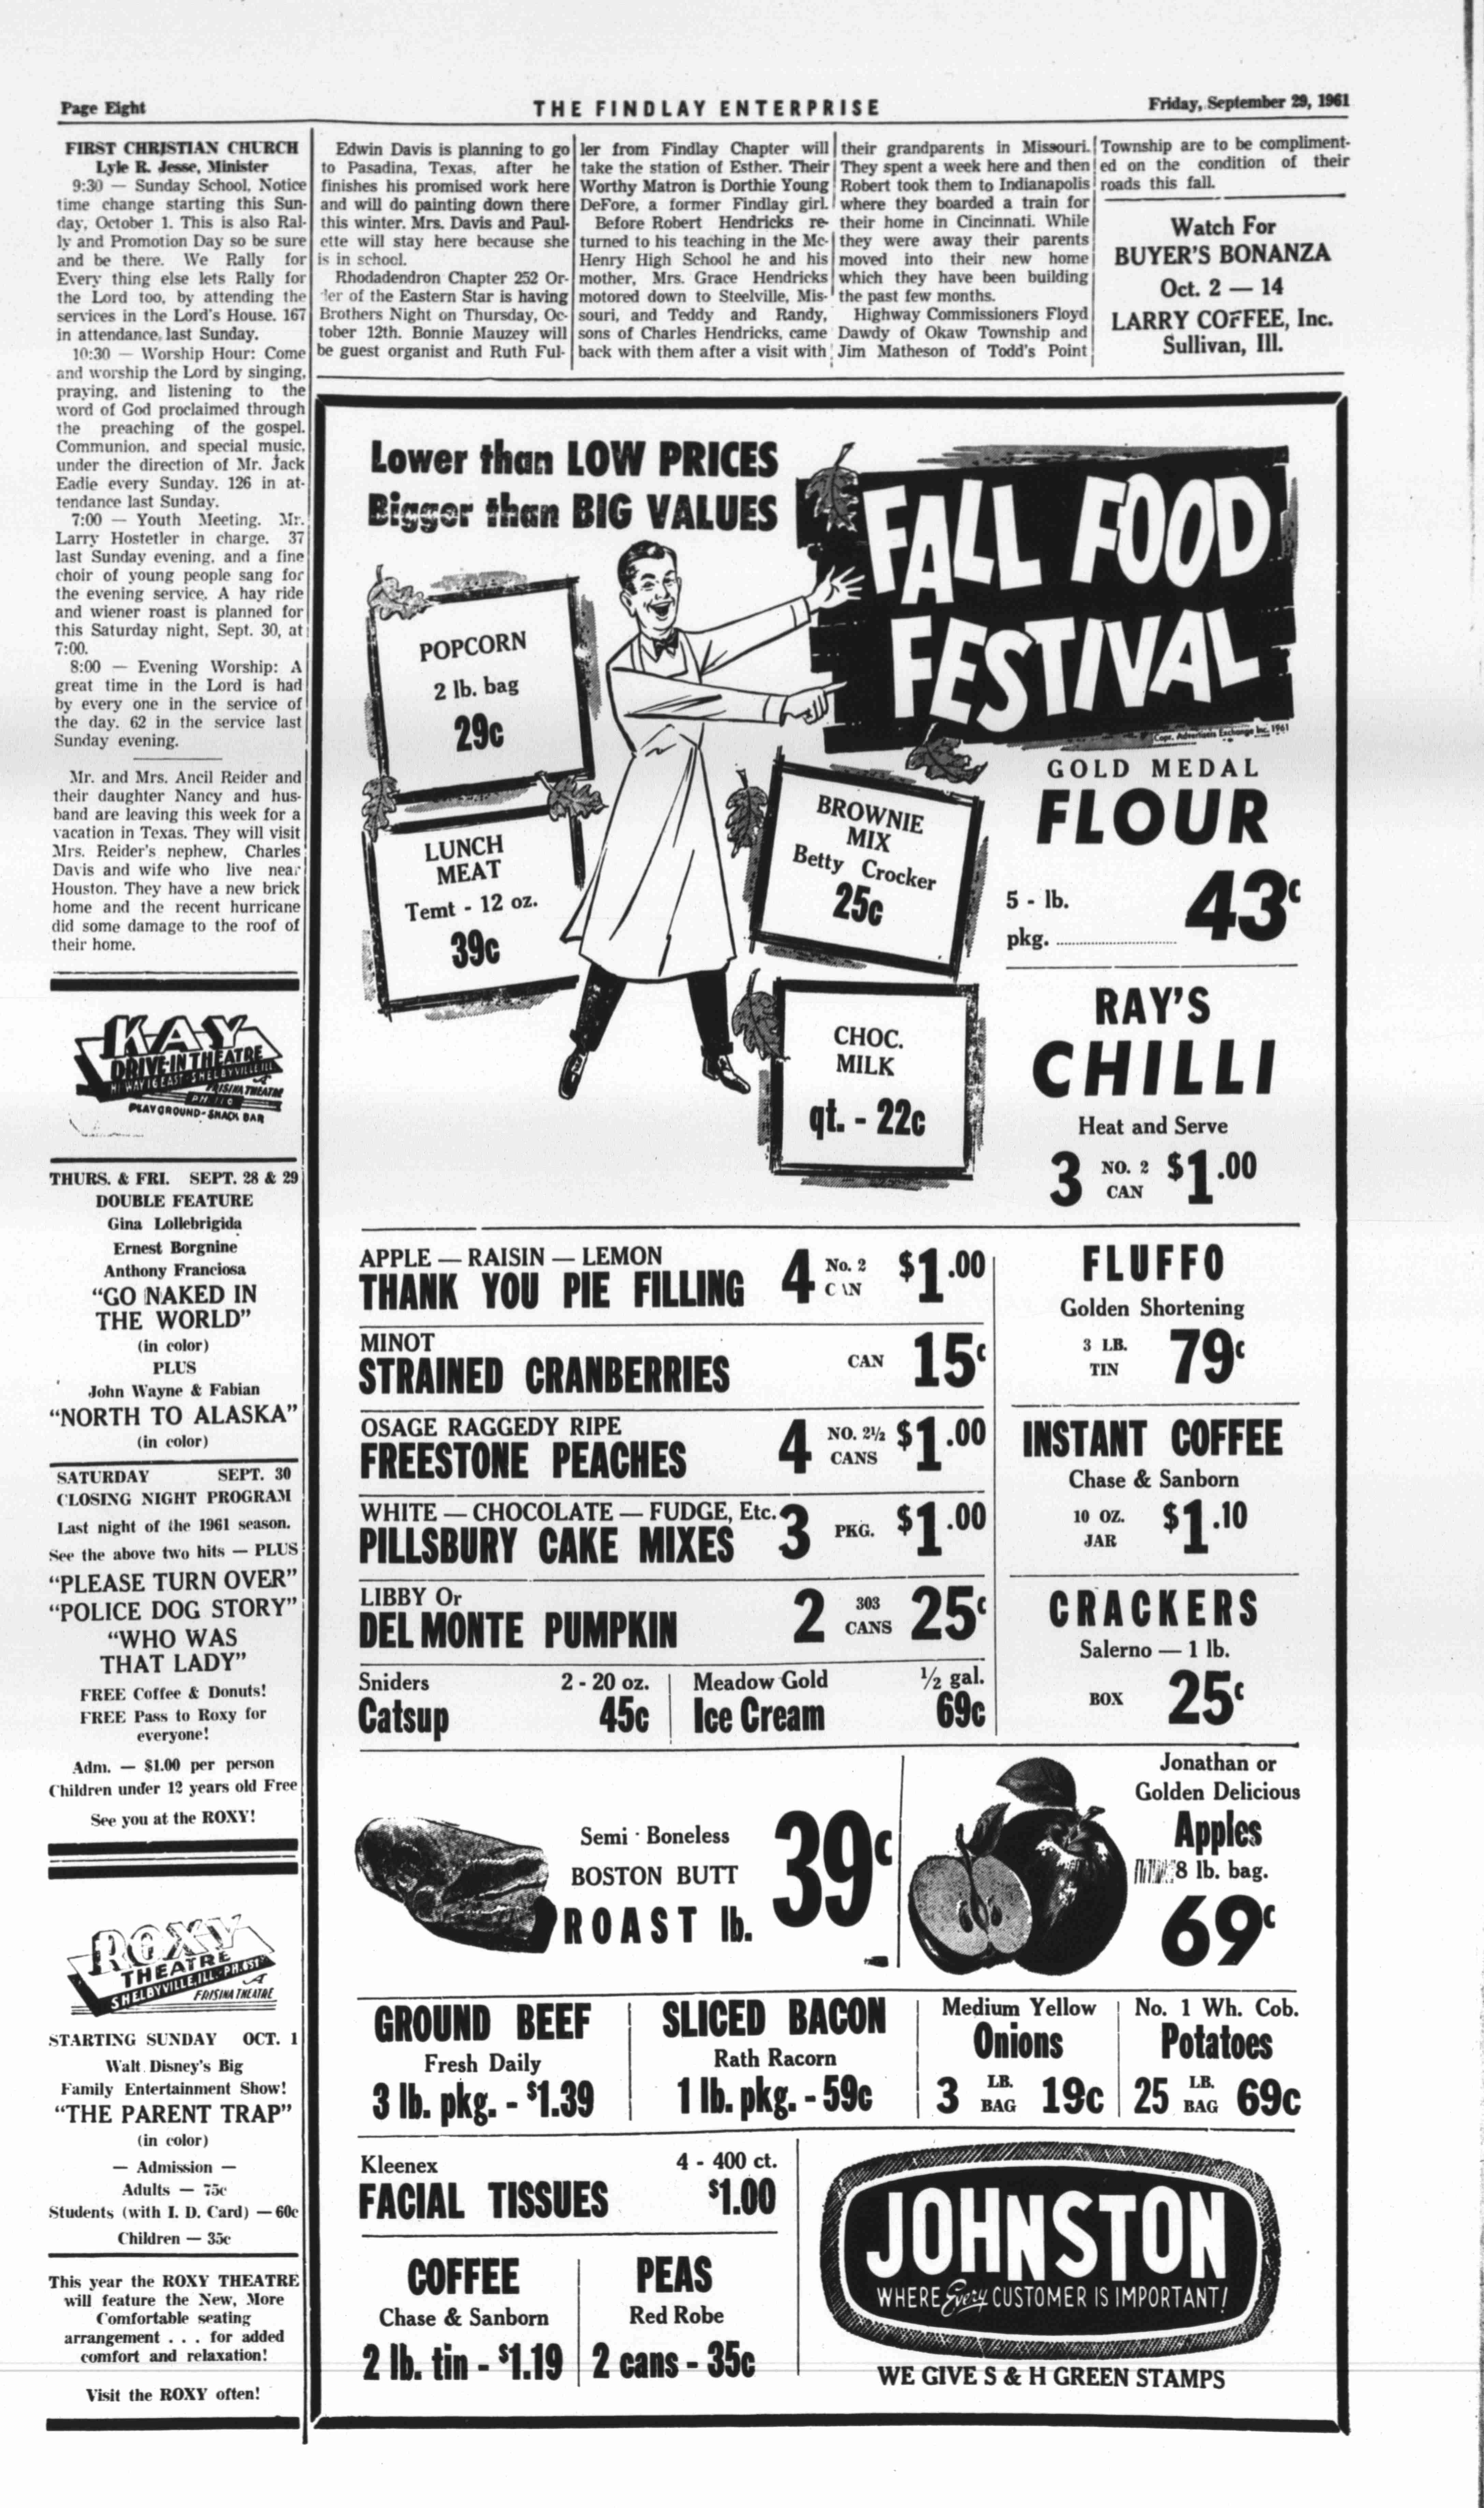 Page Eight
THE FINDLAY ENTERPRISE
Friday, September 29, 1961
FIRST CHRISTIAN CHURCH
Lyle R. Jesse, Minister
9:30 — Sunday School, Notice
time change starting this Sun-
day, October 1. This is also Ral-
ly and Promotion Day so be sure
and be there. We Rally for
Every thing else lets Rally for
the Lord too, by attending the
services in the Lord's House. 167
in attendance last Sunday.
10:30 — Worship Hour: Come
and worship the Lord by singing,
praying, and listening to the
word of God proclaimed through
the preaching of the gospel.
Communion, and special music,
under the direction of Mr. Jack
Eadie every Sunday. 126 in at-
tendance last Sunday.
7:00 — Youth Meeting. Mr.
Larry Hostetler in charge. 37
last Sunday evening, and a fine
choir of young people sang for
the evening service. A hay ride
and wiener roast is planned for
this Saturday night, Sept. 30, at
7:00.
8:00 — Evening Worship: A
great time in the Lord is had
by every one in the service of
the day. 62 in the service last
Sunday evening.
Mr. and Mrs. Ancil Reider and
their daughter Nancy and hus-
band are leaving this week for a
vacation in Texas. They will visit
Mrs. Reider's nephew, Charles
Davis and wife who live near
Houston. They have a new brick
home and the recent hurricane
did some damage to the roof of
their home.
KAY
DRIVE-IN THEATRE
HI-WAY 16 EAST - SHELBYVILLE ILL
A
FRISINA THEATRE
PH 110
PLAYGROUND - SNACK BAR
THURS. & FRI. SEPT. 28 & 29
DOUBLE FEATURE
Gina Lollebrigida
Ernest Borgnine
Anthony Franciosa
"GO NAKED IN
THE WORLD"
(in color)
PLUS
John Wayne & Fabian
"NORTH TO ALASKA"
(in color)
SATURDAY SEPT. 30
CLOSING NIGHT PROGRAM
Last night of the 1961 season.
See the above two hits — PLUS
"PLEASE TURN OVER"
"POLICE DOG STORY"
"WHO WAS
THAT LADY"
FREE Coffee & Donuts!
FREE Pass to Roxy for
everyone!
Adm. — $1.00 per person
Children under 12 years old Free
See you at the ROXY!
ROXY
THEATRE
SHELBYVILLE, ILL. - PH. 651
A
FRISINA THEATRE
STARTING SUNDAY OCT. 1
Walt Disney's Big
Family Entertainment Show!
"THE PARENT TRAP"
(in color)
— Admission —
Adults — 75c
Students (with I. D. Card) — 60c
Children — 35c
This year the ROXY THEATRE
will feature the New, More
Comfortable seating
arrangement . . . for added
comfort and relaxation!
Visit the ROXY often!
Edwin Davis is planning to go
to Pasadina, Texas, after he
finishes his promised work here
and will do painting down there
this winter. Mrs. Davis and Paul-
ette will stay here because she
is in school.
Rhodadendron Chapter 252 Or-
der of the Eastern Star is having
Brothers Night on Thursday, Oc-
tober 12th. Bonnie Mauzey will
be guest organist and Ruth Ful-
ler from Findlay Chapter will
take the station of Esther. Their
Worthy Matron is Dorthie Young
DeFore, a former Findlay girl.
Before Robert Hendricks re-
turned to his teaching in the Mc-
Henry High School he and his
mother, Mrs. Grace Hendricks
motored down to Steelville, Mis-
souri, and Teddy and Randy,
sons of Charles Hendricks, came
back with them after a visit with
their grandparents in Missouri.
They spent a week here and then
Robert took them to Indianapolis
where they boarded a train for
their home in Cincinnati. While
they were away their parents
moved into their new home
which they have been building
the past few months.
Highway Commissioners Floyd
Dawdy of Okaw Township and
Jim Matheson of Todd's Point
Township are to be compliment-
ed on the condition of their
roads this fall.
Watch For
BUYER'S BONANZA
Oct. 2 — 14
LARRY COFFEE, Inc.
Sullivan, Ill.
Lower than LOW PRICES
Bigger than BIG VALUES
FALL FOOD
FESTIVAL
Copr. Advertisers Exchange Inc. 1961
POPCORN
2 lb. bag
29c
LUNCH
MEAT
Temt - 12 oz.
39c
BROWNIE
MIX
Betty Crocker
25c
CHOC.
MILK
qt. - 22c
GOLD MEDAL
FLOUR
5 - lb.
pkg. 43c
RAY'S
CHILLI
Heat and Serve
3 NO. 2 CAN $1.00
APPLE — RAISIN — LEMON
THANK YOU PIE FILLING 4 No. 2 CAN $1.00
MINOT
STRAINED CRANBERRIES CAN 15c
OSAGE RAGGEDY RIPE
FREESTONE PEACHES 4 NO. 2½ CANS $1.00
WHITE — CHOCOLATE — FUDGE, Etc.
PILLSBURY CAKE MIXES 3 PKG. $1.00
LIBBY Or
DEL MONTE PUMPKIN 2 303 CANS 25c
Sniders 2 - 20 oz.
Catsup 45c
Meadow Gold ½ gal.
Ice Cream 69c
FLUFFO
Golden Shortening
3 LB. TIN 79c
INSTANT COFFEE
Chase & Sanborn
10 OZ. JAR $1.10
CRACKERS
Salerno — 1 lb.
BOX 25c
Semi - Boneless
BOSTON BUTT
ROAST lb. 39c
Jonathan or
Golden Delicious
Apples
8 lb. bag.
69c
GROUND BEEF
Fresh Daily
3 lb. pkg. - $1.39
SLICED BACON
Rath Racorn
1 lb. pkg. - 59c
Medium Yellow
Onions
3 LB. BAG 19c
No. 1 Wh. Cob.
Potatoes
25 LB. BAG 69c
Kleenex 4 - 400 ct.
FACIAL TISSUES $1.00
COFFEE
Chase & Sanborn
2 lb. tin - $1.19
PEAS
Red Robe
2 cans - 35c
JOHNSTON
WHERE Every CUSTOMER IS IMPORTANT!
WE GIVE S & H GREEN STAMPS